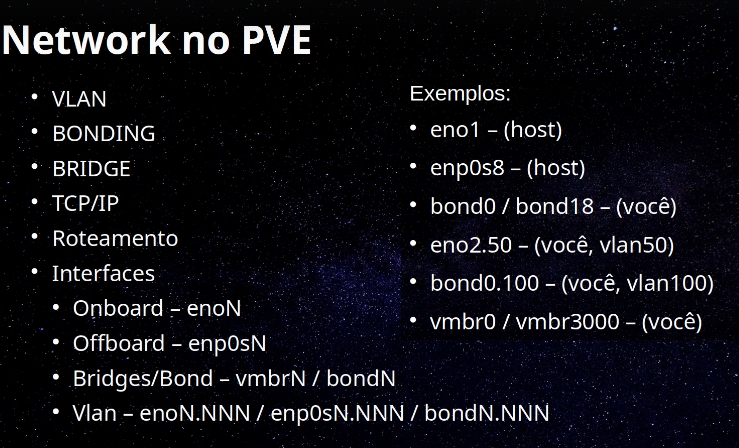 Network no PVE
• VLAN
• BONDING
• BRIDGE
• TCP/IP
• Roteamento
• Interfaces
• Onboard – enoN
• Offboard – enp0sN
• Bridges/Bond – vmbrN / bondN
• Vlan – enoN.NNN / enp0sN.NNN / bondN.NNN
Exemplos:
• eno1 – (host)
• enp0s8 – (host)
• bond0 / bond18 – (você)
• eno2.50 – (você, vlan50)
• bond0.100 – (você, vlan100)
• vmbr0 / vmbr3000 – (você)